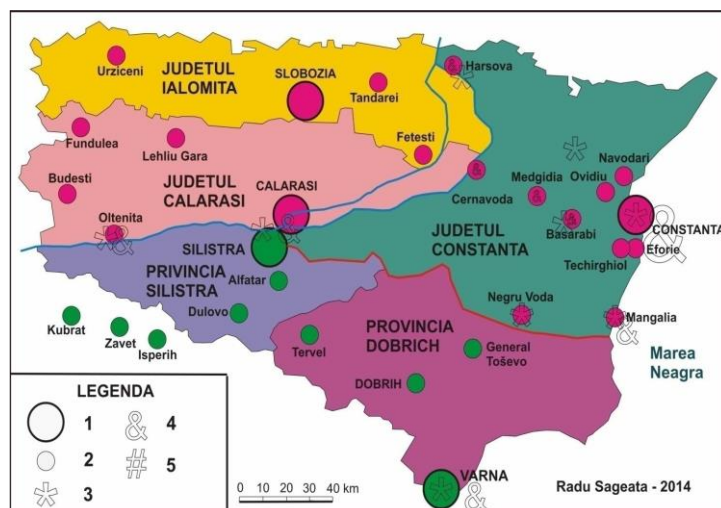 Urziceni
JUDETUL
IALOMITA
SLOBOZIA
Tandarei
Harsova
Fundulea
Lehliu Gara
Fetesti
Budesti
JUDETUL
CALARASI
CALARASI
Cernavoda
Medgidia
Ovidiu
Navodari
Oltenita
SILISTRA
Basarabi
CONSTANTA
JUDETUL
CONSTANTA
Eforie
Techirghiol
PRIVINCIA
SILISTRA
Alfatar
Dulovo
Negru Voda
Mangalia
Kubrat
Zavet
Isperih
Tervel
PROVINCIA
DOBRICH
General
Toševo
DOBRIH
Marea
Neagra
LEGENDA
1
& 4
2
# 5
* 3
0 10 20 30 40 km
VARNA
Radu Sageata - 2014